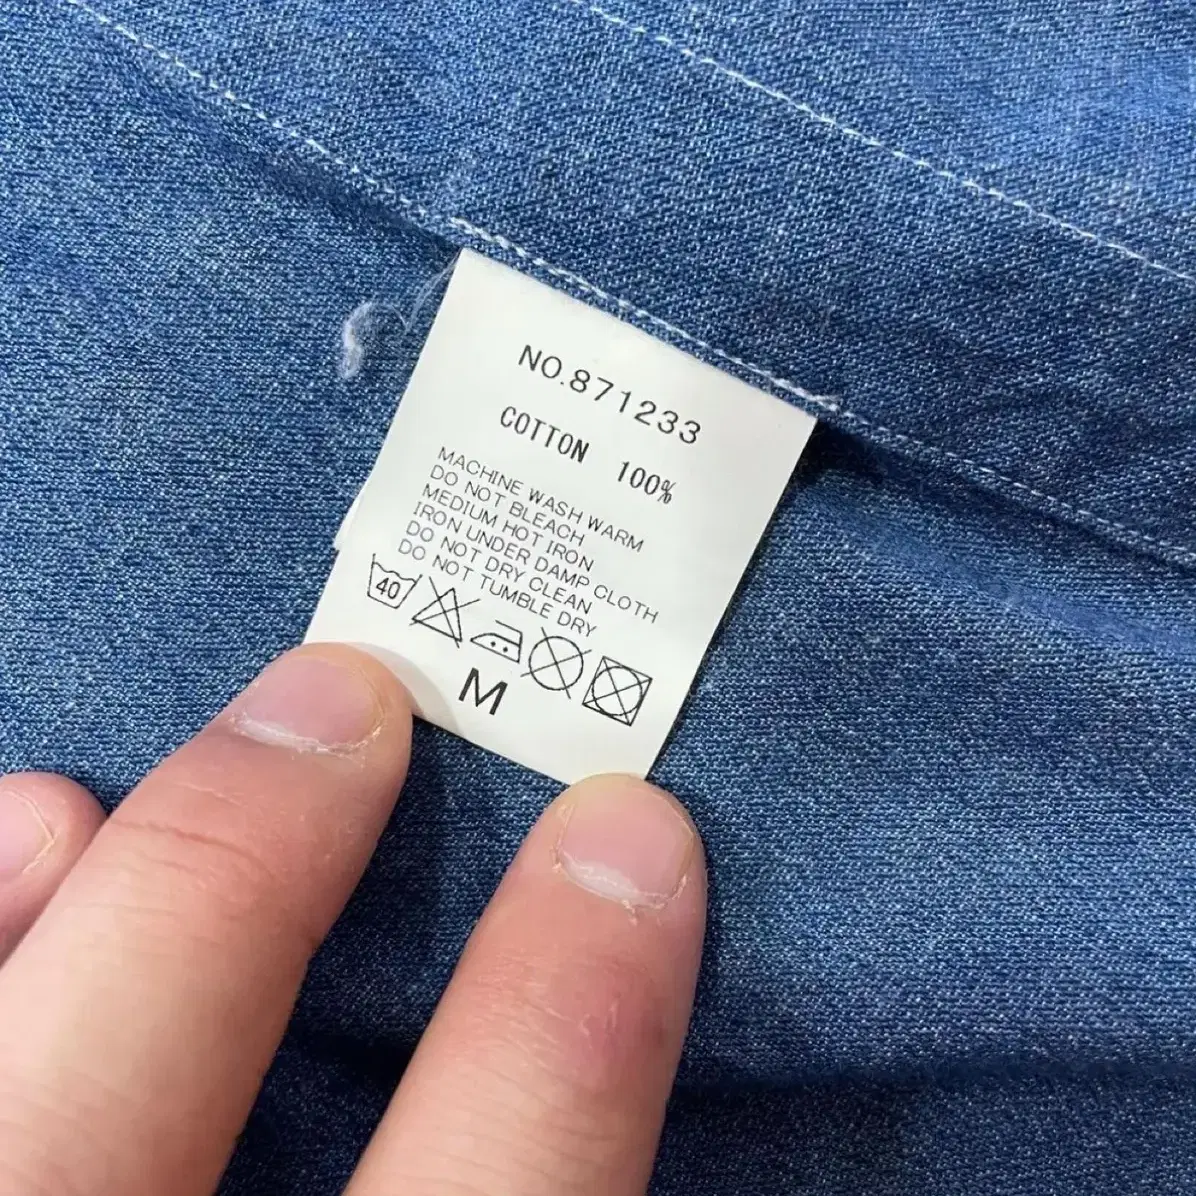 NO.871233
COTTON 100%
MACHINE WASH WARM
DO NOT BLEACH
MEDIUM HOT IRON
IRON UNDER DAMP CLOTH
DO NOT DRY CLEAN
DO NOT TUMBLE DRY
40
M